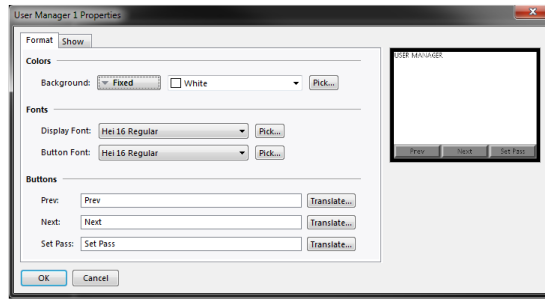 User Manager 1 Properties
Format Show
Colors
Background: Fixed White Pick...
Fonts
Display Font: Hei 16 Regular Pick...
Button Font: Hei 16 Regular Pick...
Buttons
Prev: Prev Translate...
Next: Next Translate...
Set Pass: Set Pass Translate...
OK Cancel
USER MANAGER
Prev Next Set Pass